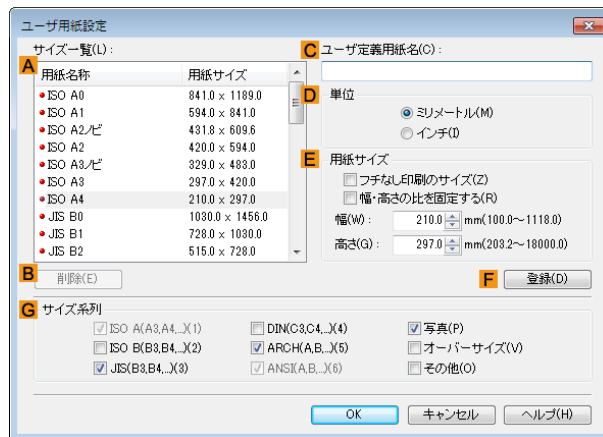 ユーザ用紙設定
A サイズ一覧(L):
用紙名称 用紙サイズ
ISO A0 841.0 × 1189.0
ISO A1 594.0 × 841.0
ISO A2ノビ 431.8 × 609.6
ISO A2 420.0 × 594.0
ISO A3ノビ 329.0 × 483.0
ISO A3 297.0 × 420.0
ISO A4 210.0 × 297.0
JIS B0 1030.0 × 1456.0
JIS B1 728.0 × 1030.0
JIS B2 515.0 × 728.0
B 削除(E)
C ユーザ定義用紙名(C):
D 単位
ミリメートル(M)
インチ(I)
E 用紙サイズ
フチなし印刷のサイズ(Z)
幅・高さの比を固定する(R)
幅(W): 210.0 mm(100.0~1118.0)
高さ(G): 297.0 mm(203.2~18000.0)
F 登録(D)
G サイズ系列
ISO A(A3,A4,..)(1) DIN(C3,C4,..)(4) 写真(P)
ISO B(B3,B4,..)(2) ARCH(A,B,..)(5) オーバーサイズ(V)
JIS(B3,B4,..)(3) ANSI(A,B,..)(6) その他(O)
OK キャンセル ヘルプ(H)